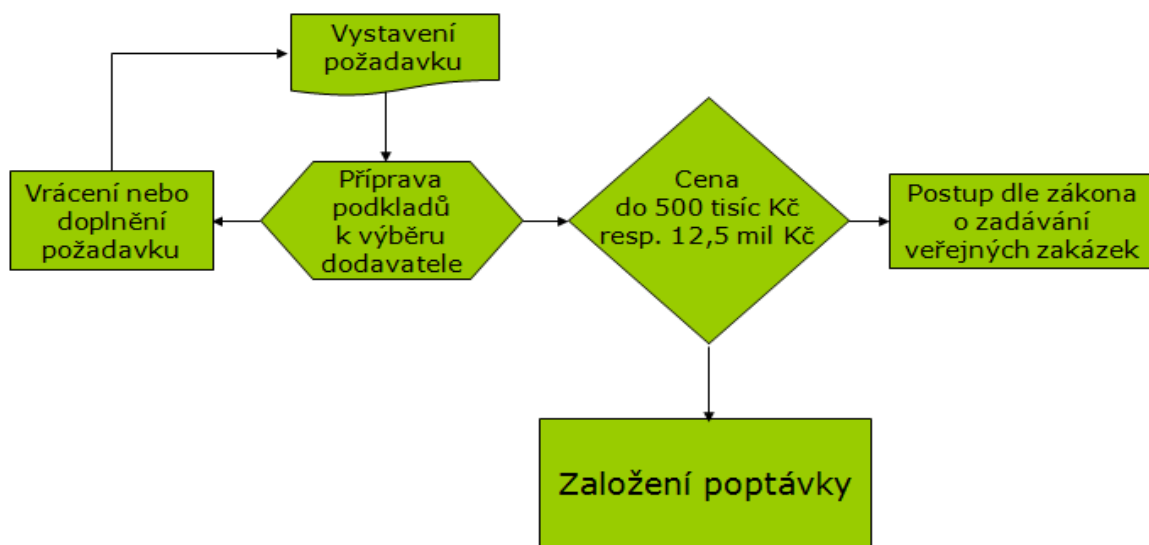 Vystavení
požadavku
Vrácení nebo
doplnění
požadavku
Příprava
podkladů
k výběru
dodavatele
Cena
do 500 tisíc Kč
resp. 12,5 mil Kč
Postup dle zákona
o zadávání
veřejných zakázek
Založení poptávky